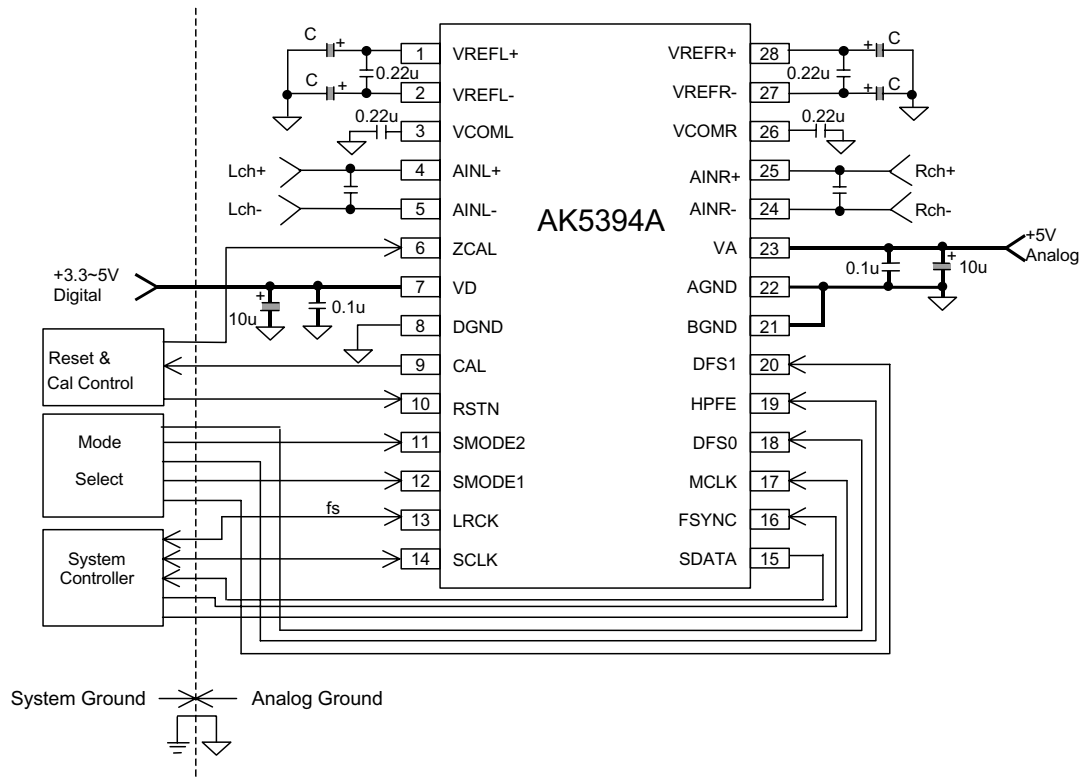 C + 1 VREFL+ VREFR+ 28 + C
0.22u 0.22u
C + 2 VREFL- VREFR- 27 + C
0.22u 3 VCOML VCOMR 26 0.22u
Lch+ 4 AINL+ AINR+ 25 Rch+
Lch- 5 AINL- AINR- 24 Rch-
AK5394A
6 ZCAL VA 23 +5V
Analog
+3.3~5V
Digital
+ 10u 0.1u 7 VD AGND 22 0.1u + 10u
8 DGND BGND 21
Reset &
Cal Control
9 CAL DFS1 20
10 RSTN HPFE 19
Mode
Select
11 SMODE2 DFS0 18
12 SMODE1 MCLK 17
fs 13 LRCK FSYNC 16
System
Controller
14 SCLK SDATA 15
System Ground Analog Ground